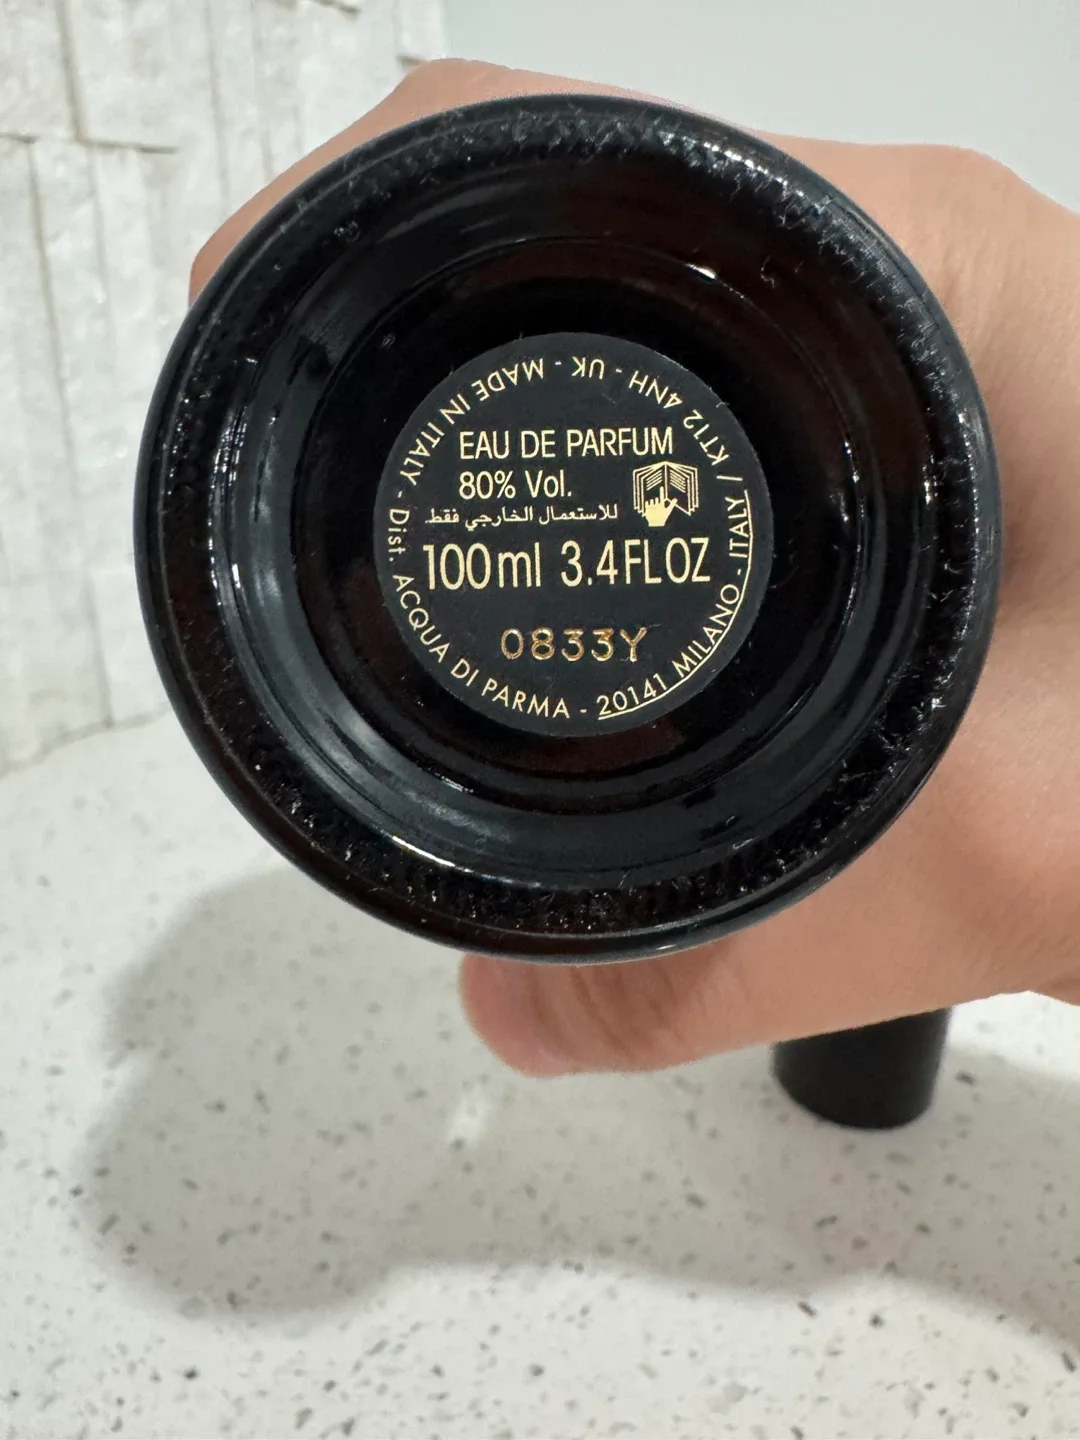 EAU DE PARFUM
80% Vol.
للاستعمال الخارجي فقط.
100ml 3.4FLOZ
0833Y
Dist. ACQUA DI PARMA - 20141 MILANO - ITALY / KT12 4NH - UK - MADE IN ITALY -